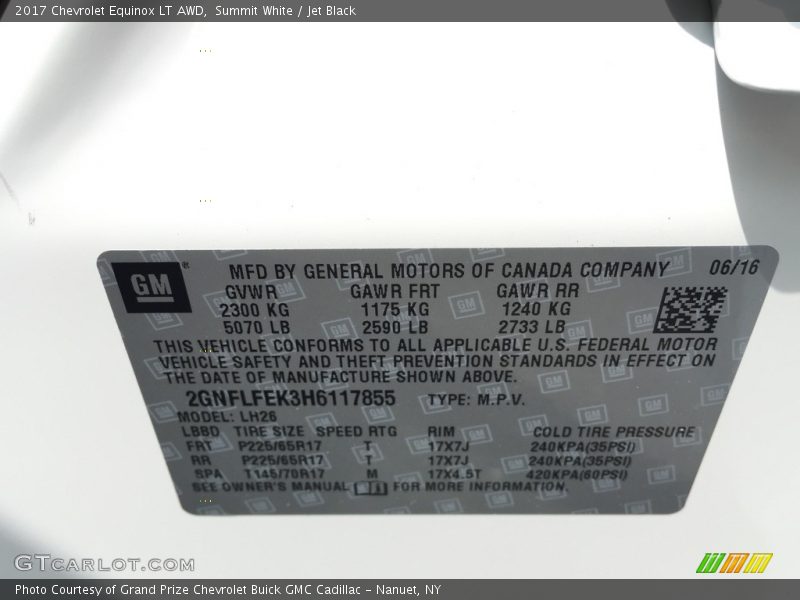 2017 Chevrolet Equinox LT AWD,  Summit White / Jet Black
GM
MFD BY GENERAL MOTORS OF CANADA COMPANY 06/16
GVWR GAWR FRT GAWR RR
2300 KG 1175 KG 1240 KG
5070 LB 2590 LB 2733 LB
THIS VEHICLE CONFORMS TO ALL APPLICABLE U.S. FEDERAL MOTOR
VEHICLE SAFETY AND THEFT PREVENTION STANDARDS IN EFFECT ON
THE DATE OF MANUFACTURE SHOWN ABOVE.
2GNFLFEK3H6117855 TYPE: M.P.V.
MODEL: LH26
LBBD TIRE SIZE SPEED RTG RIM COLD TIRE PRESSURE
FRT P225/65R17 T 17X7J 240KPA(35PSI)
RR P225/65R17 T 17X7J 240KPA(35PSI)
SPA T145/70R17 M 17X4.5T 420KPA(60PSI)
SEE OWNER'S MANUAL FOR MORE INFORMATION.
GTCARLOT.COM
Photo Courtesy of Grand Prize Chevrolet Buick GMC Cadillac - Nanuet, NY